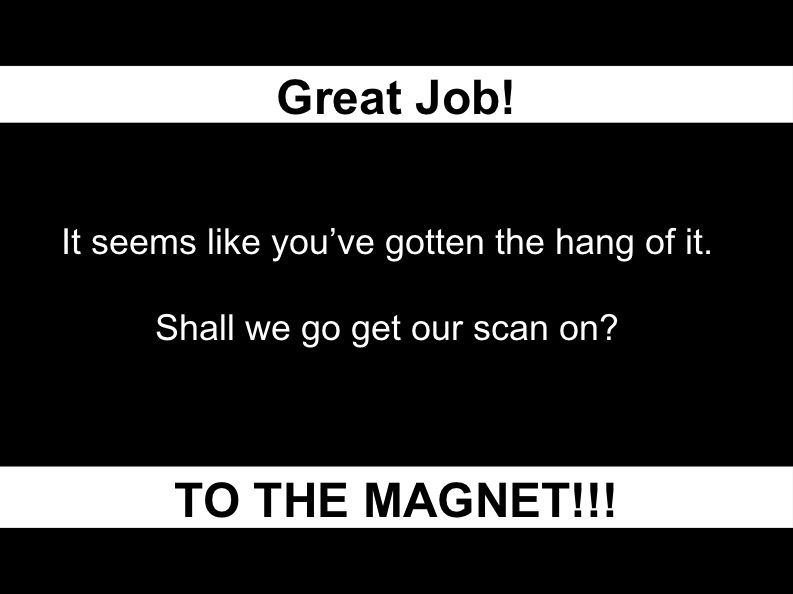 Great Job!
It seems like you’ve gotten the hang of it.
Shall we go get our scan on?
TO THE MAGNET!!!